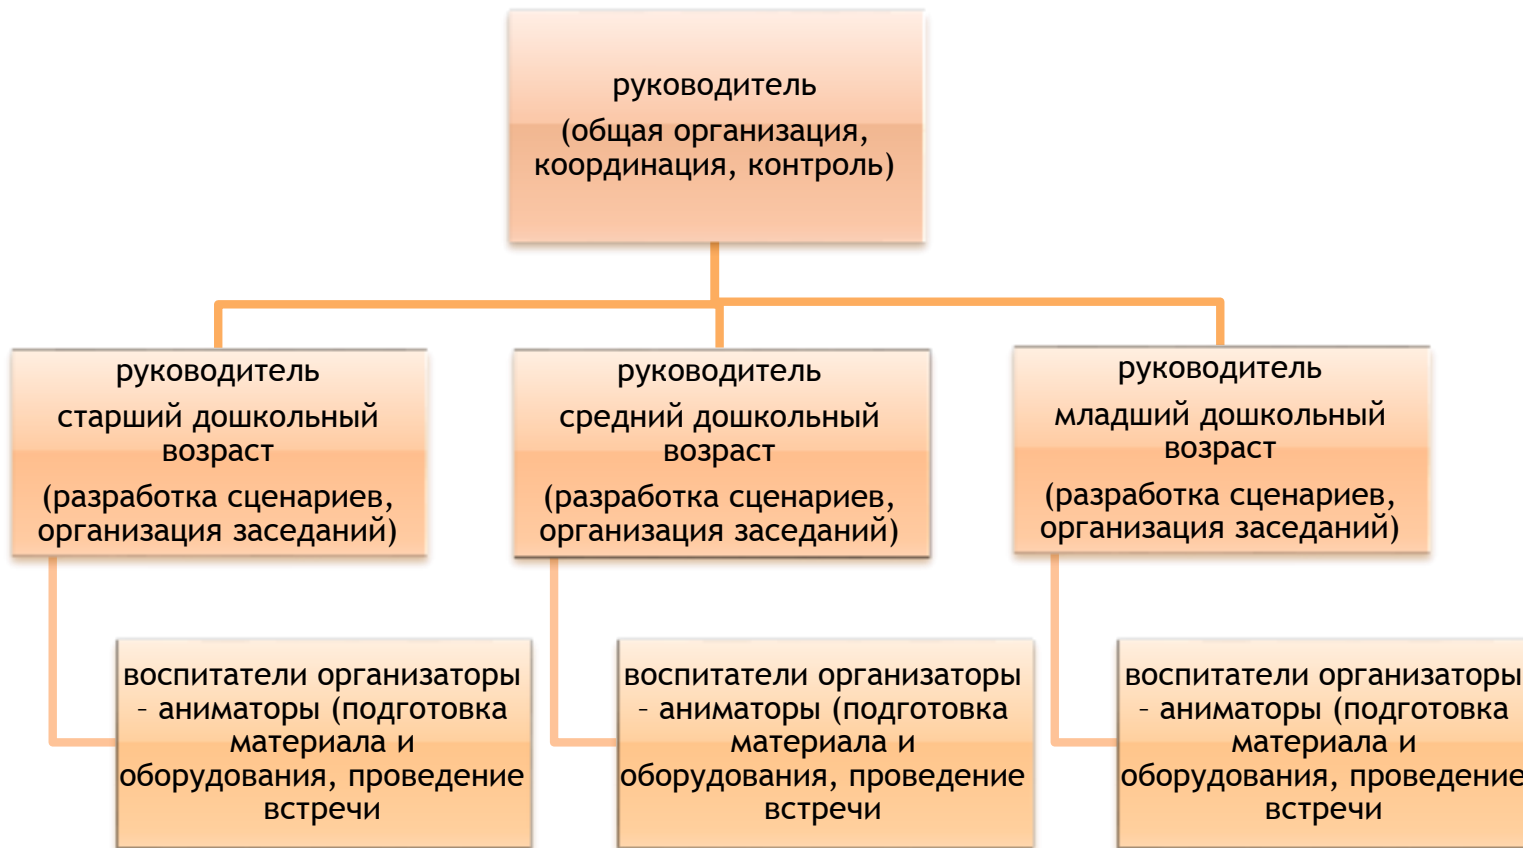 руководитель
(общая организация,
координация, контроль)
руководитель
старший дошкольный
возраст
(разработка сценариев,
организация заседаний)
руководитель
средний дошкольный
возраст
(разработка сценариев,
организация заседаний)
руководитель
младший дошкольный
возраст
(разработка сценариев,
организация заседаний)
воспитатели организаторы
- аниматоры (подготовка
материала и
оборудования, проведение
встречи
воспитатели организаторы
- аниматоры (подготовка
материала и
оборудования, проведение
встречи
воспитатели организаторы
- аниматоры (подготовка
материала и
оборудования, проведение
встречи